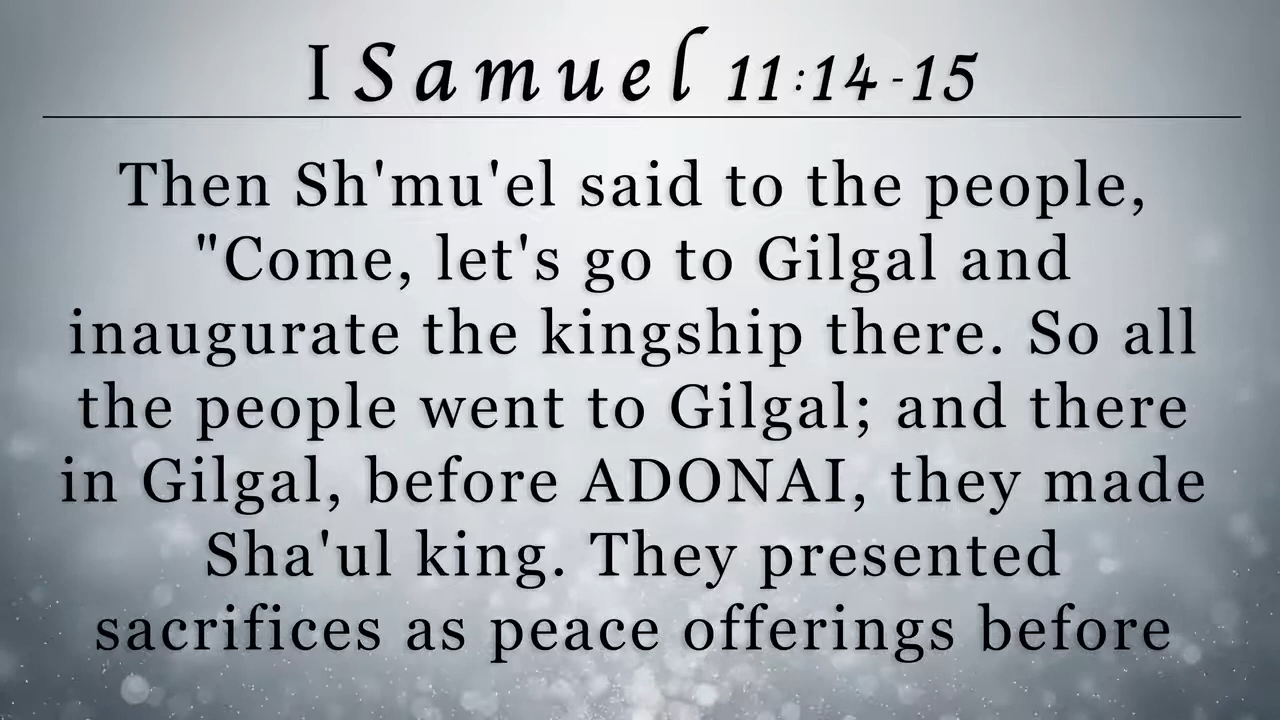 I Samuel 11:14-15
Then Sh'mu'el said to the people,
"Come, let's go to Gilgal and
inaugurate the kingship there. So all
the people went to Gilgal; and there
in Gilgal, before ADONAI, they made
Sha'ul king. They presented
sacrifices as peace offerings before